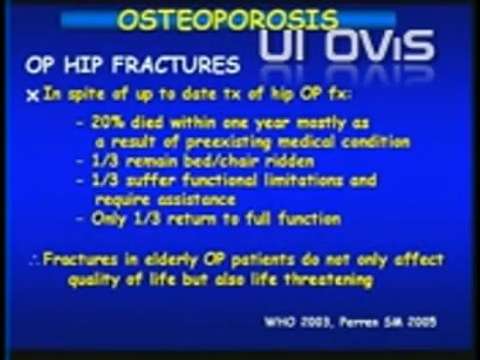 OSTEOPOROSIS
UI OViS
OP HIP FRACTURES
x In spite of up to date tx of hip OP fx:
- 20% died within one year mostly as
a result of preexisting medical condition
- 1/3 remain bed/chair ridden
- 1/3 suffer functional limitations and
require assistance
- Only 1/3 return to full function
∴Fractures in elderly OP patients do not only affect
quality of life but also life threatening
WHO 2003, Perren SM 2005